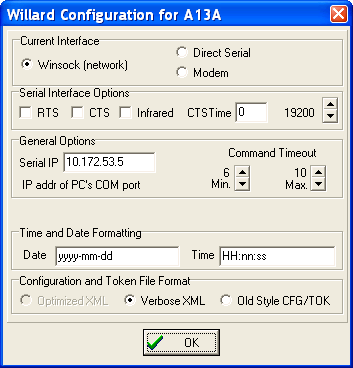 Willard Configuration for A13A
Current Interface
Winsock (network)
Direct Serial
Modem
Serial Interface Options
RTS CTS Infrared CTSTime 0 19200
General Options
Serial IP 10.172.53.5
IP addr of PC's COM port
Command Timeout
6 Min. 10 Max.
Time and Date Formatting
Date yyyy-mm-dd Time HH:nn:ss
Configuration and Token File Format
Optimized XML Verbose XML Old Style CFG/TOK
OK